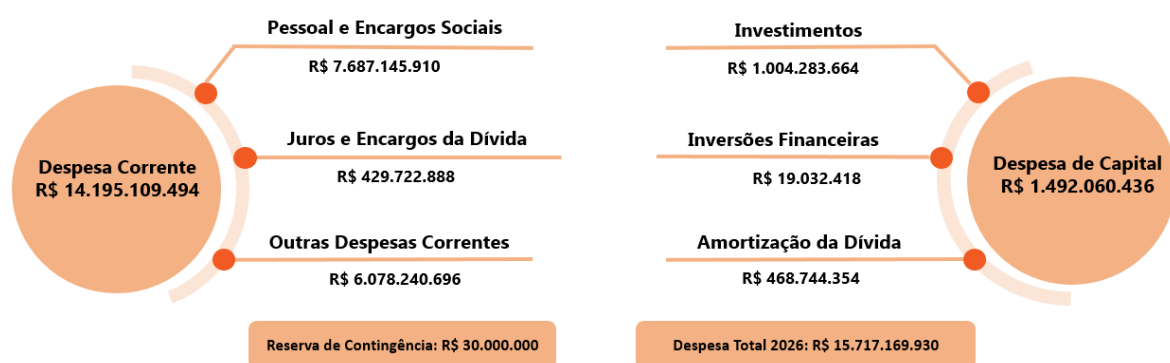 Despesa Corrente
R$ 14.195.109.494
Pessoal e Encargos Sociais
R$ 7.687.145.910
Juros e Encargos da Dívida
R$ 429.722.888
Outras Despesas Correntes
R$ 6.078.240.696
Investimentos
R$ 1.004.283.664
Inversões Financeiras
R$ 19.032.418
Amortização da Dívida
R$ 468.744.354
Despesa de Capital
R$ 1.492.060.436
Reserva de Contingência: R$ 30.000.000
Despesa Total 2026: R$ 15.717.169.930